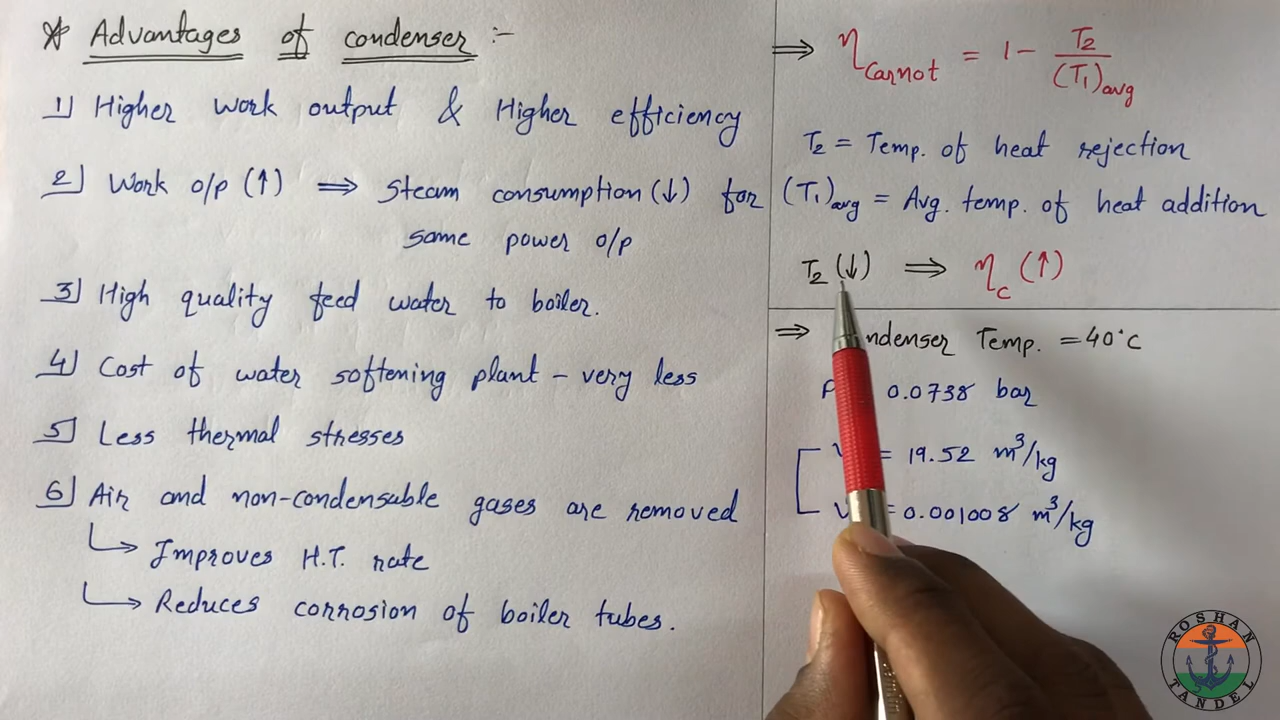 * Advantages of condenser :-
1) Higher work output & Higher efficiency
2) Work o/p (↑) ⇒ Steam consumption (↓) for
same power o/p
3) High quality feed water to boiler.
4) Cost of water softening plant - very less
5) Less thermal stresses
6) Air and non-condensable gases are removed
↳ Improves H.T. rate
↳ Reduces corrosion of boiler tubes.
⇒ η Carnot = 1 - T2 / (T1)avg
T2 = Temp. of heat rejection
(T1)avg = Avg. temp. of heat addition
T2 (↓) ⇒ ηc (↑)
⇒ ndenser Temp. = 40°C
0.0738 bar
= 19.52 m³/kg
= 0.001008 m³/kg
ROSHAN
TANDEL